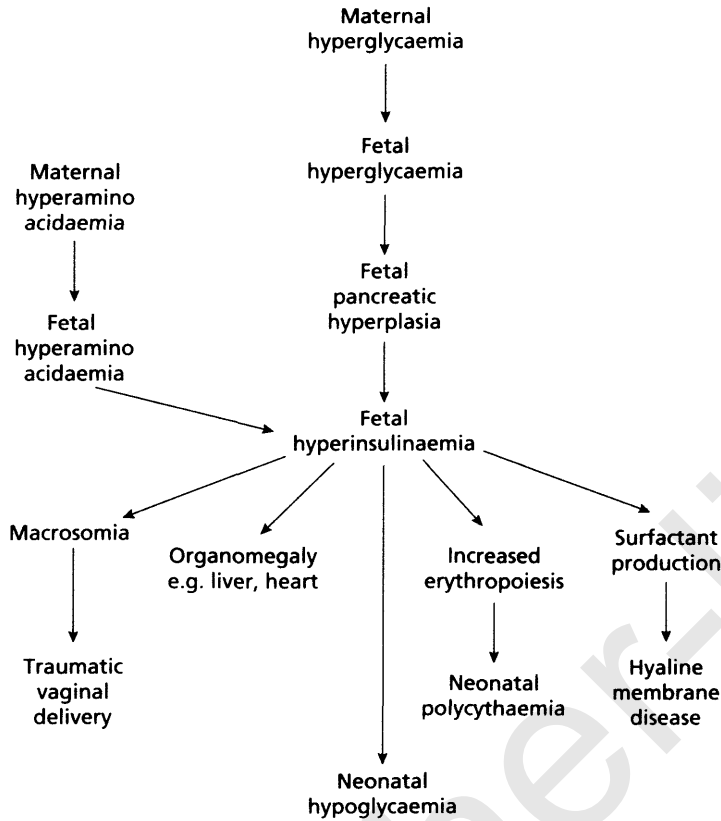 Maternal
hyperglycaemia
Fetal
hyperglycaemia
Maternal
hyperamino
acidaemia
Fetal
pancreatic
hyperplasia
Fetal
hyperamino
acidaemia
Fetal
hyperinsulinaemia
Macrosomia
Organomegaly
e.g. liver, heart
Increased
erythropoiesis
Surfactant
production
Traumatic
vaginal
delivery
Neonatal
polycythaemia
Hyaline
membrane
disease
Neonatal
hypoglycaemia